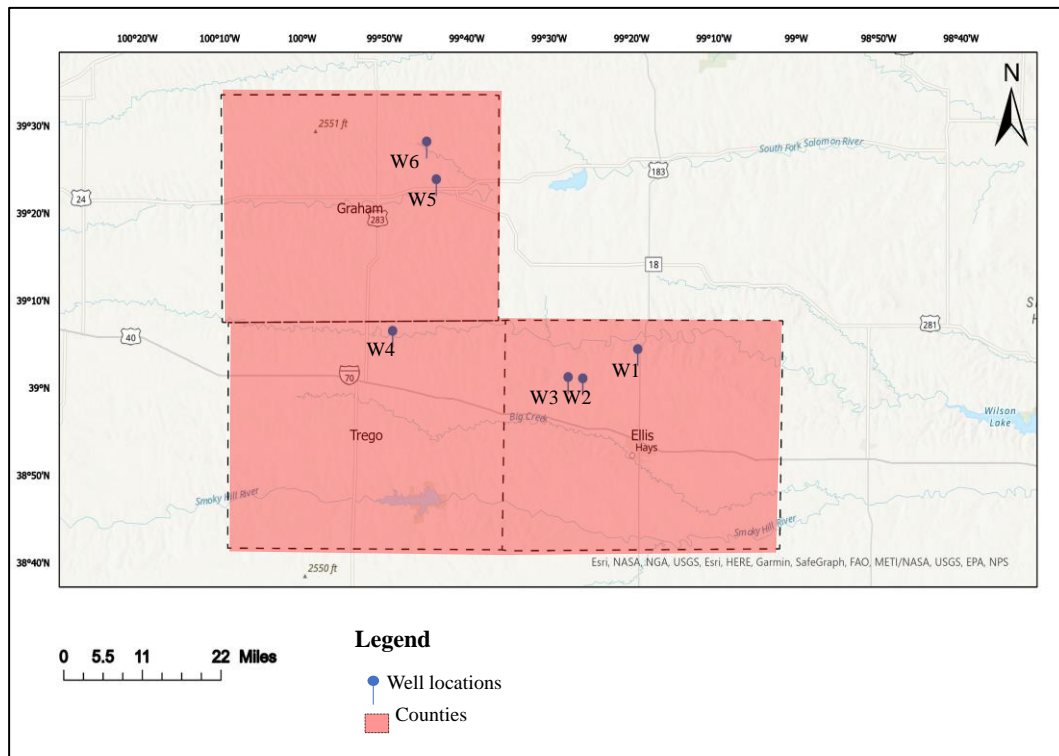 100°20'W 100°10'W 100°W 99°50'W 99°40'W 99°30'W 99°20'W 99°10'W 99°W 98°50'W 98°40'W
N
39°30'N
2551 ft
W6
South Fork Solomon River
183
W5
24
39°20'N
Graham
283
18
39°10'N
281
40
W4
W1
39°N
70
W3 W2
Big Creek
Wilson
Lake
Trego
Ellis
Hays
38°50'N
Smoky Hill River
Smoky Hill River
38°40'N
2550 ft
Esri, NASA, NGA, USGS, Esri, HERE, Garmin, SafeGraph, FAO, METI/NASA, USGS, EPA, NPS
0 5.5 11 22 Miles
Legend
Well locations
Counties